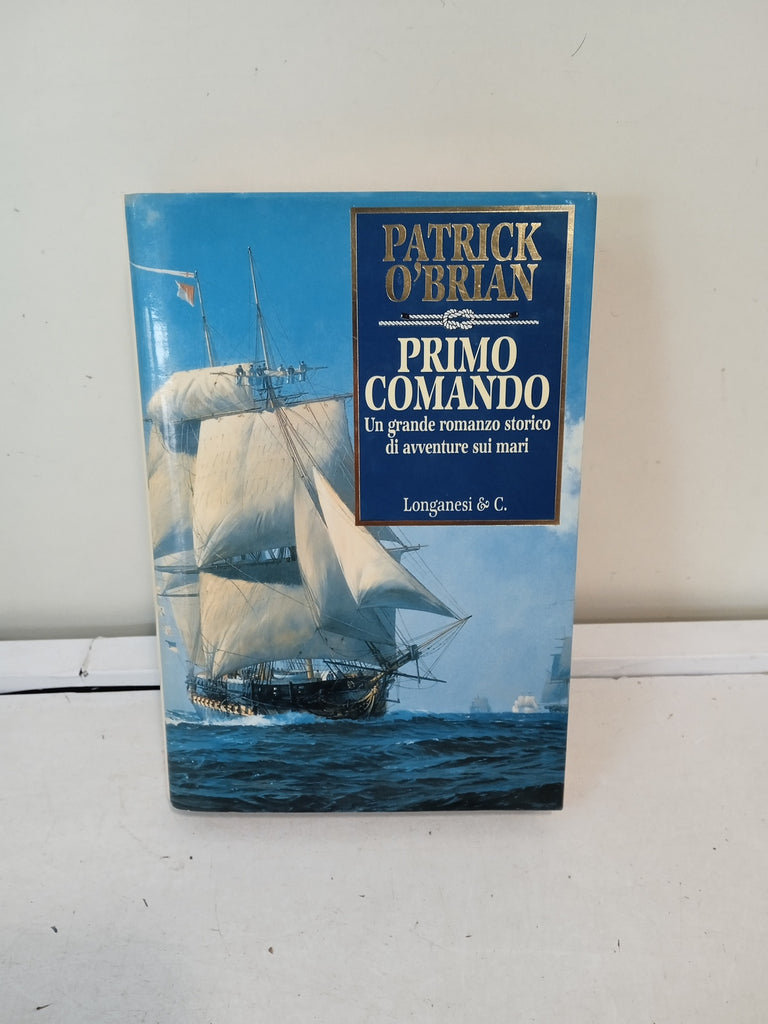 PATRICK
O'BRIAN
PRIMO
COMANDO
Un grande romanzo storico
di avventure sui mari
Longanesi & C.